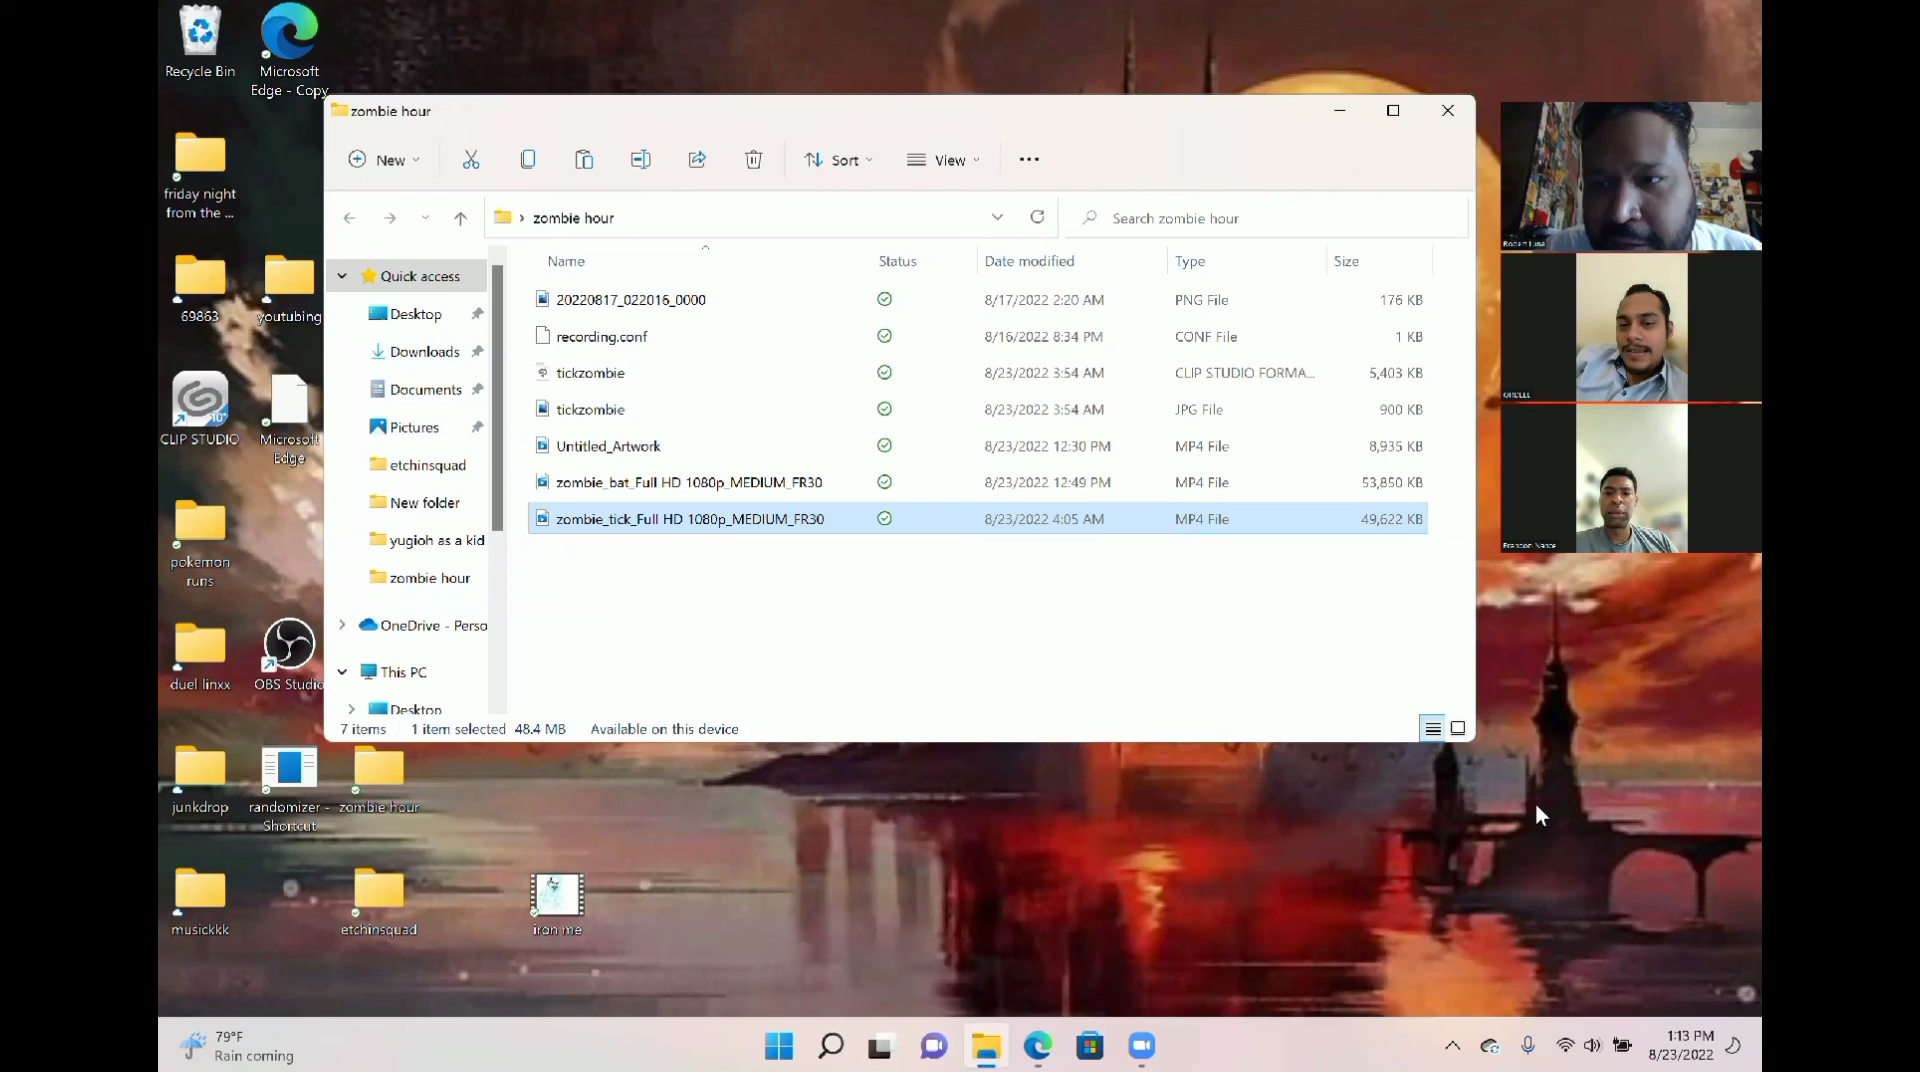 Recycle Bin
Microsoft
Edge - Copy
friday night
from the ...
69863
youtubing
CLIP STUDIO
Microsoft
Edge
pokemon
runs
duel linxx
OBS Studio
junkdrop
randomizer -
Shortcut
zombie hour
musickkk
etchinsquad
iron me
zombie hour
New
Sort
View
zombie hour
Search zombie hour
Name Status Date modified Type Size
20220817_022016_0000 8/17/2022 2:20 AM PNG File 176 KB
recording.conf 8/16/2022 8:34 PM CONF File 1 KB
tickzombie 8/23/2022 3:54 AM CLIP STUDIO FORMA... 5,403 KB
tickzombie 8/23/2022 3:54 AM JPG File 900 KB
Untitled_Artwork 8/23/2022 12:30 PM MP4 File 8,935 KB
zombie_bat_Full HD 1080p_MEDIUM_FR30 8/23/2022 12:49 PM MP4 File 53,850 KB
zombie_tick_Full HD 1080p_MEDIUM_FR30 8/23/2022 4:05 AM MP4 File 49,622 KB
Quick access
Desktop
Downloads
Documents
Pictures
etchinsquad
New folder
yugioh as a kid
zombie hour
OneDrive - Perso
This PC
Desktop
7 items 1 item selected 48.4 MB Available on this device
Robert Luna
Brandon Nance
79°F
Rain coming
1:13 PM
8/23/2022